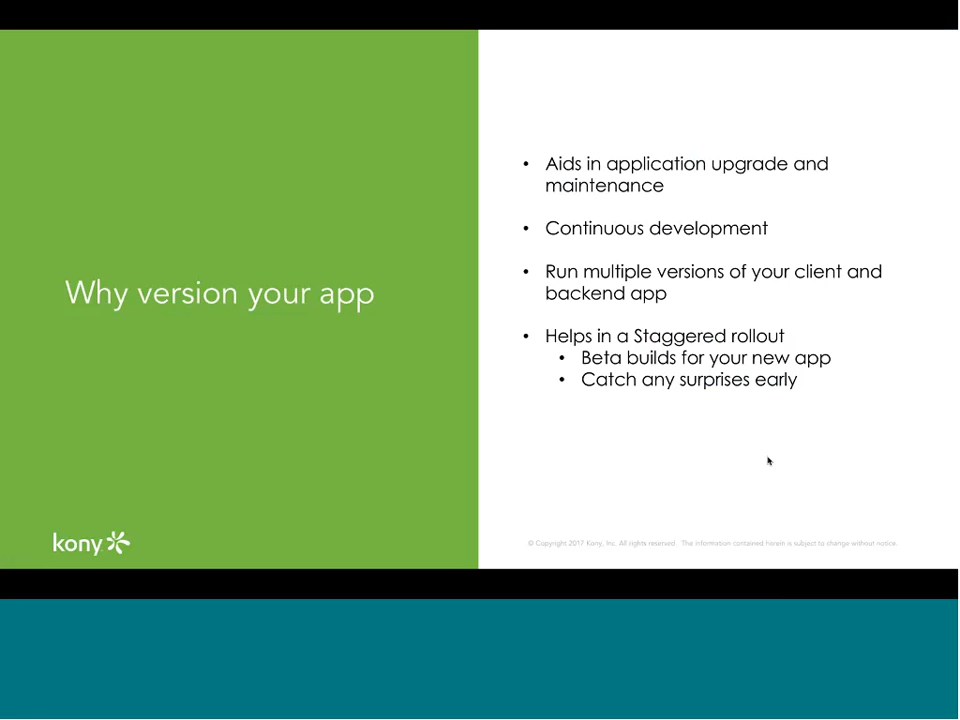 Why version your app
• Aids in application upgrade and
maintenance
• Continuous development
• Run multiple versions of your client and
backend app
• Helps in a Staggered rollout
• Beta builds for your new app
• Catch any surprises early
kony
© Copyright 2017 Kony, Inc. All rights reserved. The information contained herein is subject to change without notice.